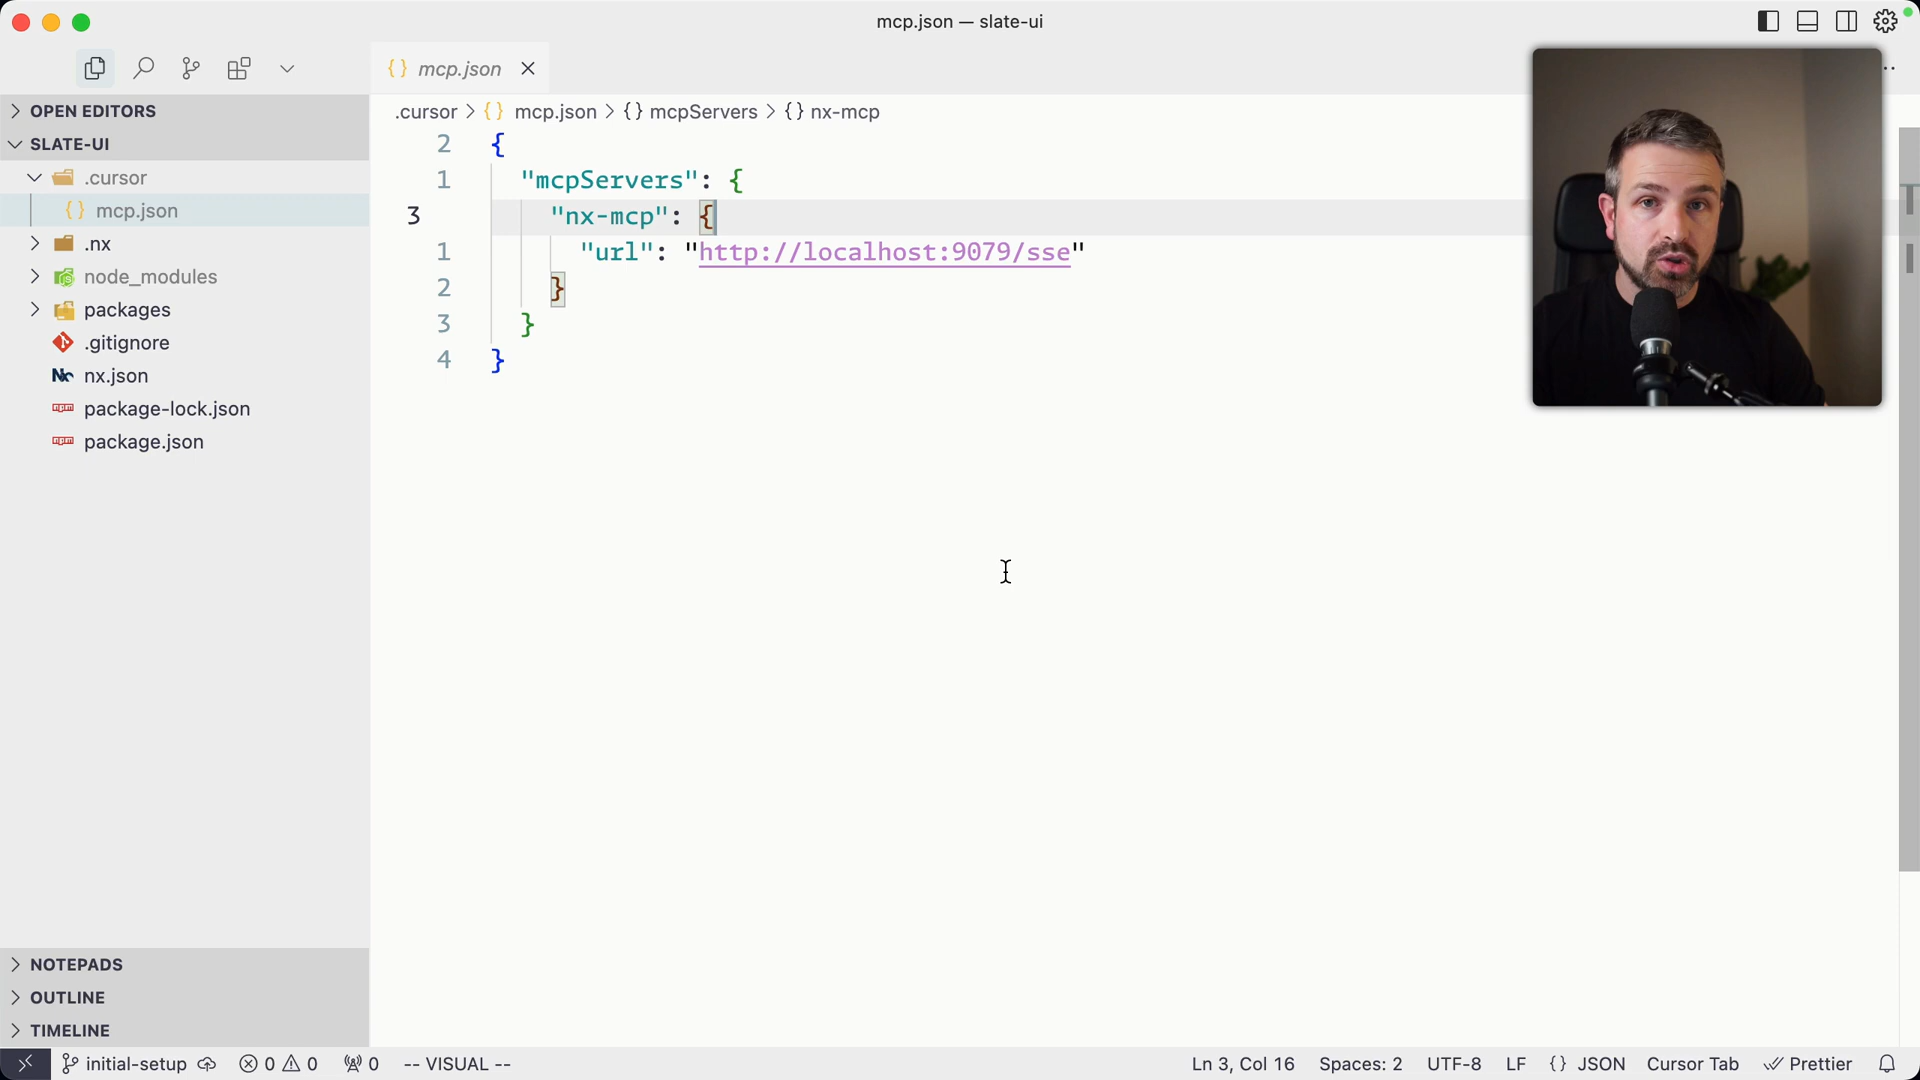 mcp.json — slate-ui
mcp.json
OPEN EDITORS
SLATE-UI
.cursor
mcp.json
.nx
node_modules
packages
.gitignore
nx.json
package-lock.json
package.json
NOTEPADS
OUTLINE
TIMELINE
.cursor > {} mcp.json > {} mcpServers > {} nx-mcp
2 {
1 "mcpServers": {
3 "nx-mcp": {
1 "url": "http://localhost:9079/sse"
2 }
3 }
4 }
initial-setup 0 0 0 -- VISUAL -- Ln 3, Col 16 Spaces: 2 UTF-8 LF {} JSON Cursor Tab Prettier